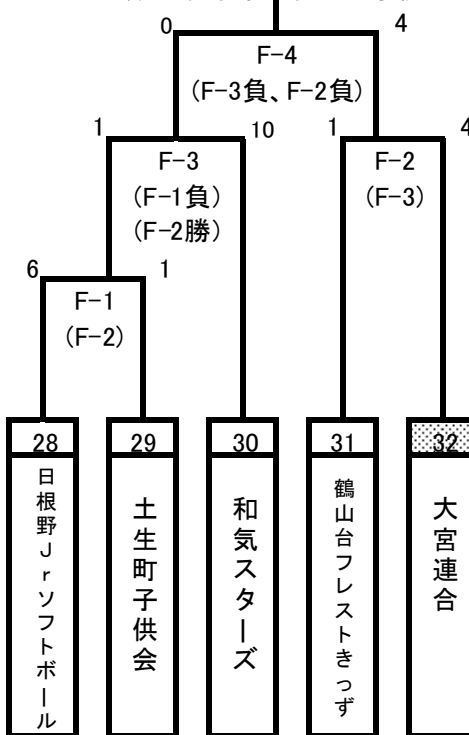 0 4
F-4
(F-3負、F-2負)
1 10 1 4
F-3 F-2
(F-1負) (F-3)
(F-2勝)
6 1
F-1
(F-2)
28 29 30 31 32
日根野Jrソフトボール
土生町子供会
和気スターズ
鶴山台フレストきっず
大宮連合